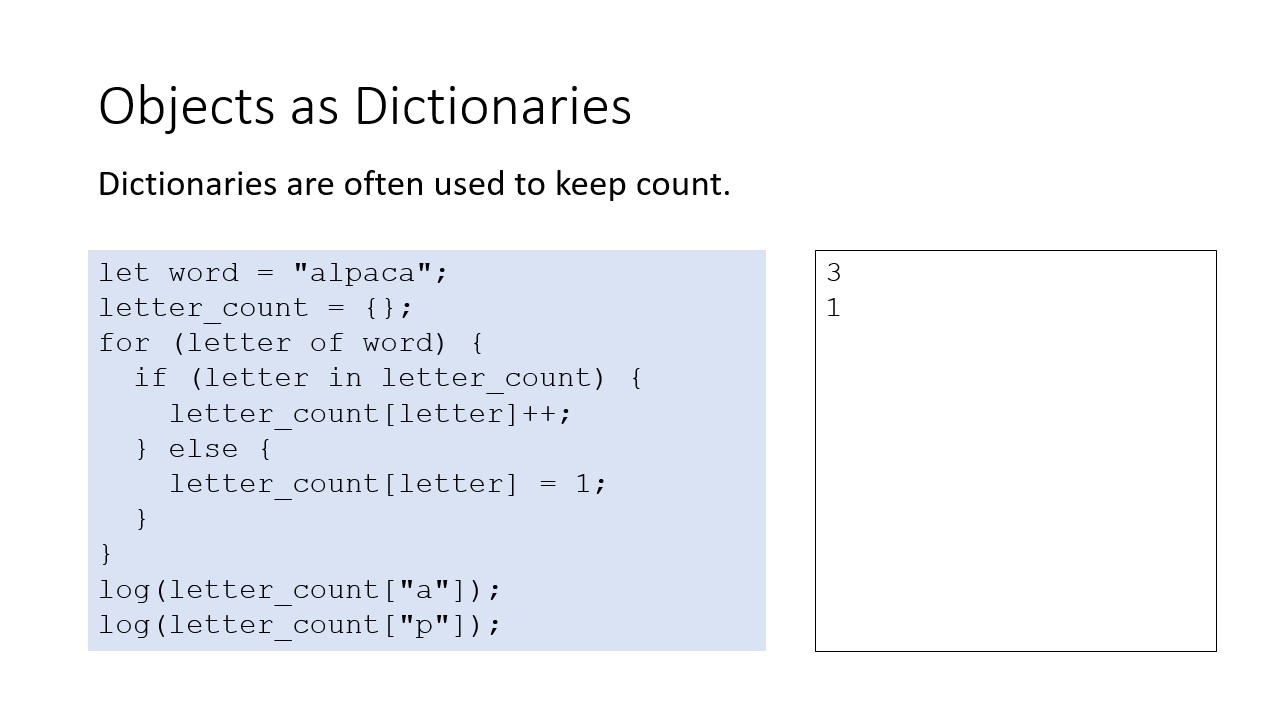 Objects as Dictionaries
Dictionaries are often used to keep count.
let word = "alpaca";
letter_count = {};
for (letter of word) {
  if (letter in letter_count) {
    letter_count[letter]++;
  } else {
    letter_count[letter] = 1;
  }
}
log(letter_count["a"]);
log(letter_count["p"]);
3
1